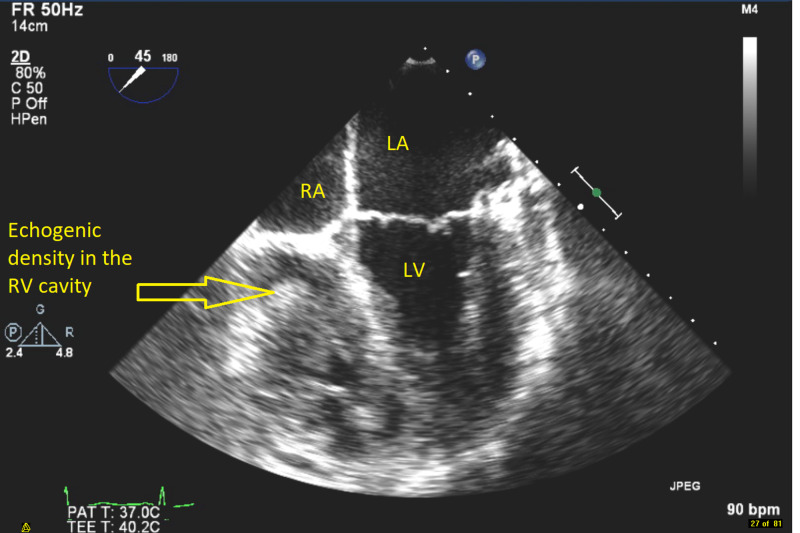 FR 50Hz
14cm
M4
2D
80%
C 50
P Off
HPen
0 45 180
P
LA
RA
Echogenic
density in the
RV cavity
LV
G
P R
2.4 4.8
JPEG
PAT T: 37.0C
TEE T: 40.2C
90 bpm
27 of 81